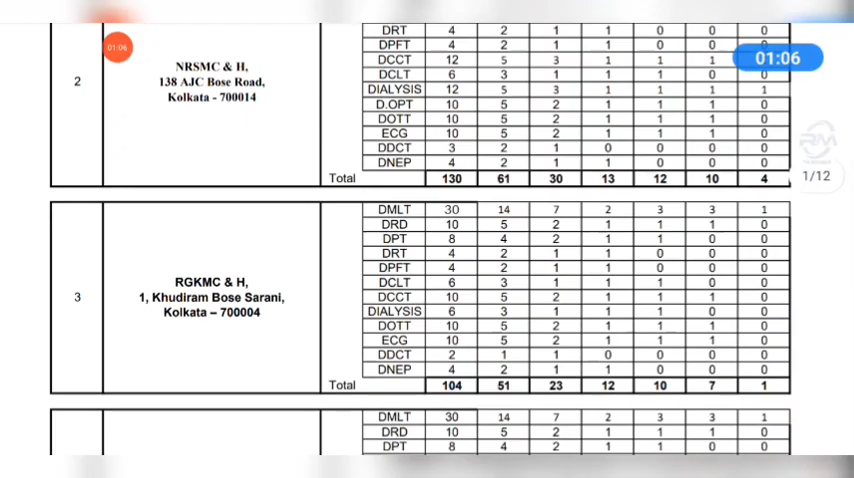 DRT 4 2 1 1 0 0 0
01:06
DPFT 4 2 1 1 0 0 0
01:06
NRSMC & H,
138 AJC Bose Road,
Kolkata - 700014
2
DCCT 12 5 3 1 1 1
DCLT 6 3 1 1 1 0 0
DIALYSIS 12 5 3 1 1 1 1
D.OPT 10 5 2 1 1 1 0
DOTT 10 5 2 1 1 1 0
ECG 10 5 2 1 1 1 0
DDCT 3 2 1 0 0 0 0
DNEP 4 2 1 1 0 0 0
Total 130 61 30 13 12 10 4
RM
1/12
DMLT 30 14 7 2 3 3 1
DRD 10 5 2 1 1 1 0
DPT 8 4 2 1 1 0 0
DRT 4 2 1 1 0 0 0
DPFT 4 2 1 1 0 0 0
RGKMC & H,
1, Khudiram Bose Sarani,
Kolkata – 700004
3
DCLT 6 3 1 1 1 0 0
DCCT 10 5 2 1 1 1 0
DIALYSIS 6 3 1 1 1 0 0
DOTT 10 5 2 1 1 1 0
ECG 10 5 2 1 1 1 0
DDCT 2 1 1 0 0 0 0
DNEP 4 2 1 1 0 0 0
Total 104 51 23 12 10 7 1
DMLT 30 14 7 2 3 3 1
DRD 10 5 2 1 1 1 0
DPT 8 4 2 1 1 0 0